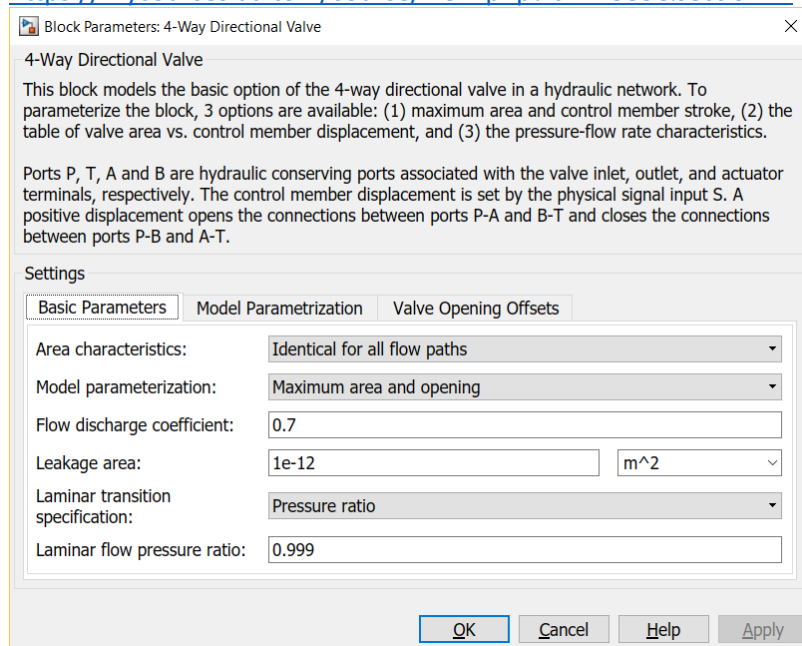 Block Parameters: 4-Way Directional Valve
4-Way Directional Valve
This block models the basic option of the 4-way directional valve in a hydraulic network. To
parameterize the block, 3 options are available: (1) maximum area and control member stroke, (2) the
table of valve area vs. control member displacement, and (3) the pressure-flow rate characteristics.
Ports P, T, A and B are hydraulic conserving ports associated with the valve inlet, outlet, and actuator
terminals, respectively. The control member displacement is set by the physical signal input S. A
positive displacement opens the connections between ports P-A and B-T and closes the connections
between ports P-B and A-T.
Settings
Basic Parameters Model Parametrization Valve Opening Offsets
Area characteristics: Identical for all flow paths
Model parameterization: Maximum area and opening
Flow discharge coefficient: 0.7
Leakage area: 1e-12 m^2
Laminar transition
specification: Pressure ratio
Laminar flow pressure ratio: 0.999
OK Cancel Help Apply